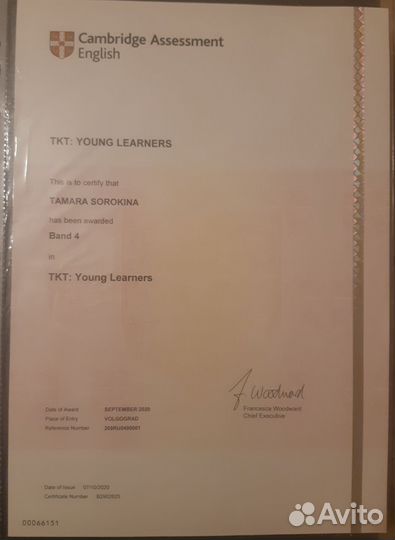 Cambridge Assessment
English
TKT: YOUNG LEARNERS
This is to certify that
TAMARA SOROKINA
has been awarded
Band 4
in
TKT: Young Learners
J Woodward
Francesca Woodward
Chief Executive
Date of Award SEPTEMBER 2020
Place of Entry VOLGOGRAD
Reference Number
Date of Issue 07/10/2020
Certificate Number
00066151
Avito